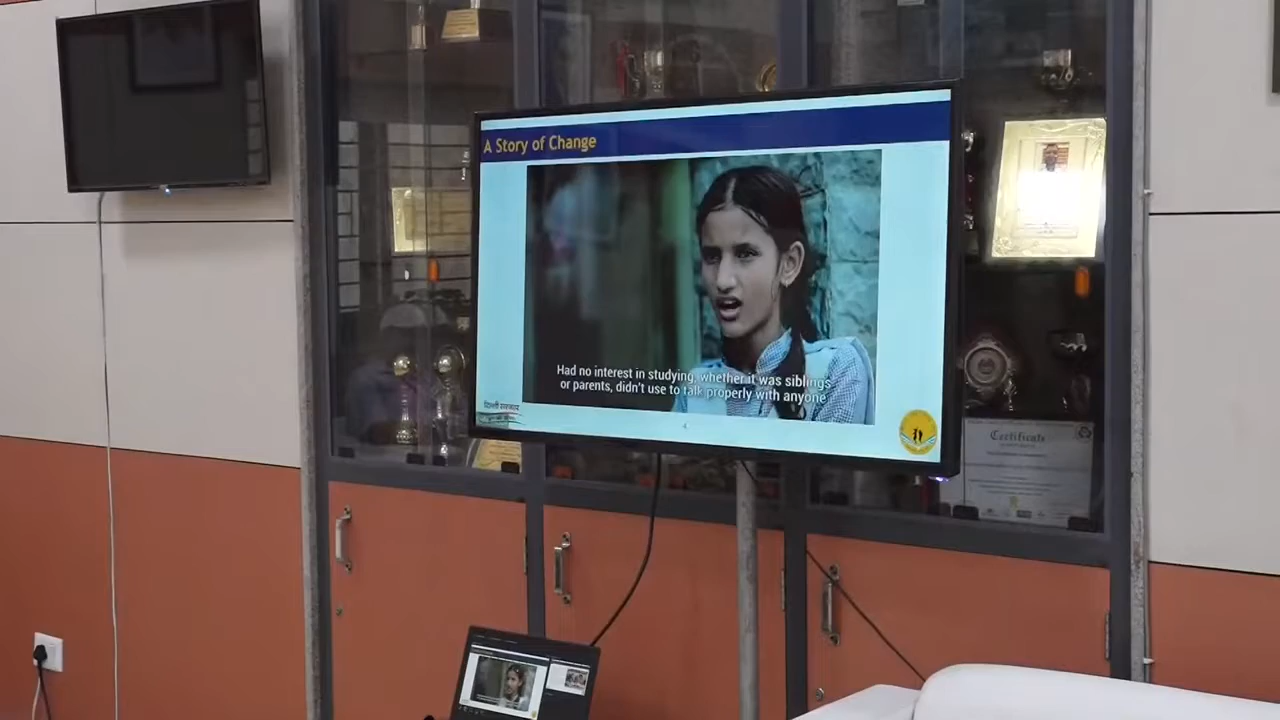 A Story of Change
Had no interest in studying, whether it was siblings
or parents, didn't use to talk properly with anyone
Certificate